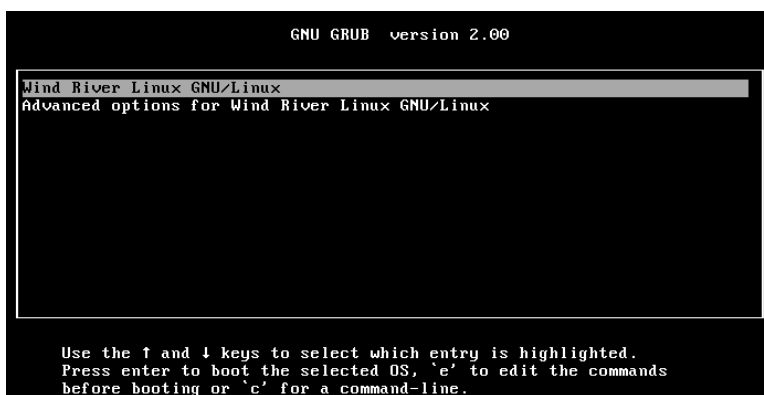 GNU GRUB  version 2.00
Wind River Linux GNU/Linux
Advanced options for Wind River Linux GNU/Linux
Use the ↑ and ↓ keys to select which entry is highlighted.
Press enter to boot the selected OS, `e' to edit the commands
before booting or `c' for a command-line.